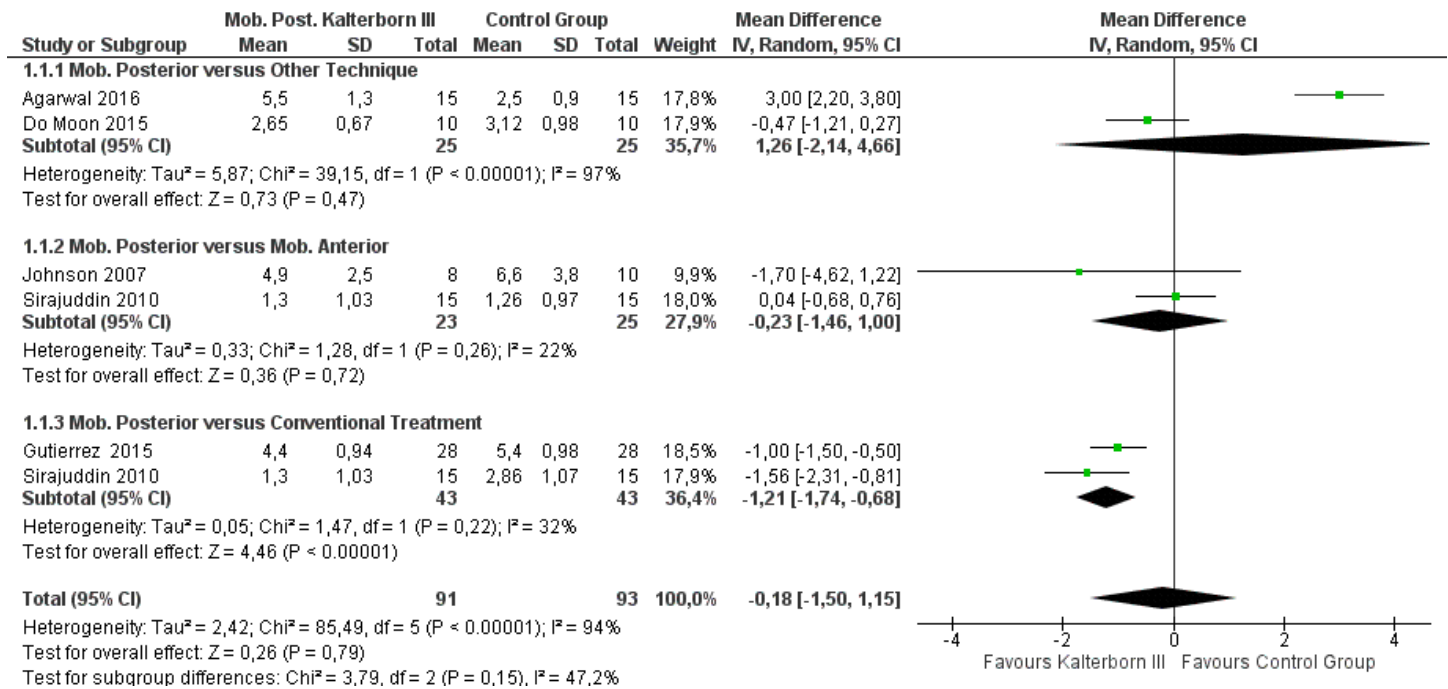 Mob. Post. Kalterborn III Control Group Mean Difference Mean Difference
Study or Subgroup Mean SD Total Mean SD Total Weight IV, Random, 95% CI IV, Random, 95% CI
1.1.1 Mob. Posterior versus Other Technique
Agarwal 2016 5,5 1,3 15 2,5 0,9 15 17,8% 3,00 [2,20, 3,80]
Do Moon 2015 2,65 0,67 10 3,12 0,98 10 17,9% -0,47 [-1,21, 0,27]
Subtotal (95% CI) 25 25 35,7% 1,26 [-2,14, 4,66]
Heterogeneity: Tau² = 5,87; Chi² = 39,15, df = 1 (P < 0.00001); I² = 97%
Test for overall effect: Z = 0,73 (P = 0,47)
1.1.2 Mob. Posterior versus Mob. Anterior
Johnson 2007 4,9 2,5 8 6,6 3,8 10 9,9% -1,70 [-4,62, 1,22]
Sirajuddin 2010 1,3 1,03 15 1,26 0,97 15 18,0% 0,04 [-0,68, 0,76]
Subtotal (95% CI) 23 25 27,9% -0,23 [-1,46, 1,00]
Heterogeneity: Tau² = 0,33; Chi² = 1,28, df = 1 (P = 0,26); I² = 22%
Test for overall effect: Z = 0,36 (P = 0,72)
1.1.3 Mob. Posterior versus Conventional Treatment
Gutierrez 2015 4,4 0,94 28 5,4 0,98 28 18,5% -1,00 [-1,50, -0,50]
Sirajuddin 2010 1,3 1,03 15 2,86 1,07 15 17,9% -1,56 [-2,31, -0,81]
Subtotal (95% CI) 43 43 36,4% -1,21 [-1,74, -0,68]
Heterogeneity: Tau² = 0,05; Chi² = 1,47, df = 1 (P = 0,22); I² = 32%
Test for overall effect: Z = 4,46 (P < 0.00001)
Total (95% CI) 91 93 100,0% -0,18 [-1,50, 1,15]
Heterogeneity: Tau² = 2,42; Chi² = 85,49, df = 5 (P < 0.00001); I² = 94%
Test for overall effect: Z = 0,26 (P = 0,79)
Test for subgroup differences: Chi² = 3,79, df = 2 (P = 0,15), I² = 47,2%
-4 -2 0 2 4
Favours Kalterborn III Favours Control Group